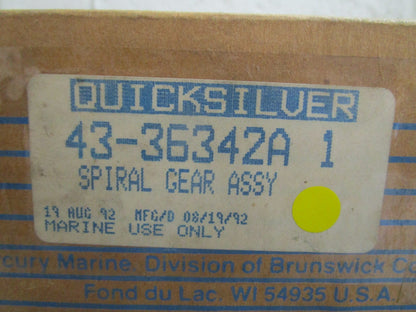 QUICKSILVER
43-36342A 1
SPIRAL GEAR ASSY
19 AUG 92 MFG/D 08/19/92
MARINE USE ONLY
cury Marine, Division of Brunswick Co
Fond du Lac, WI 54935 U.S.A.